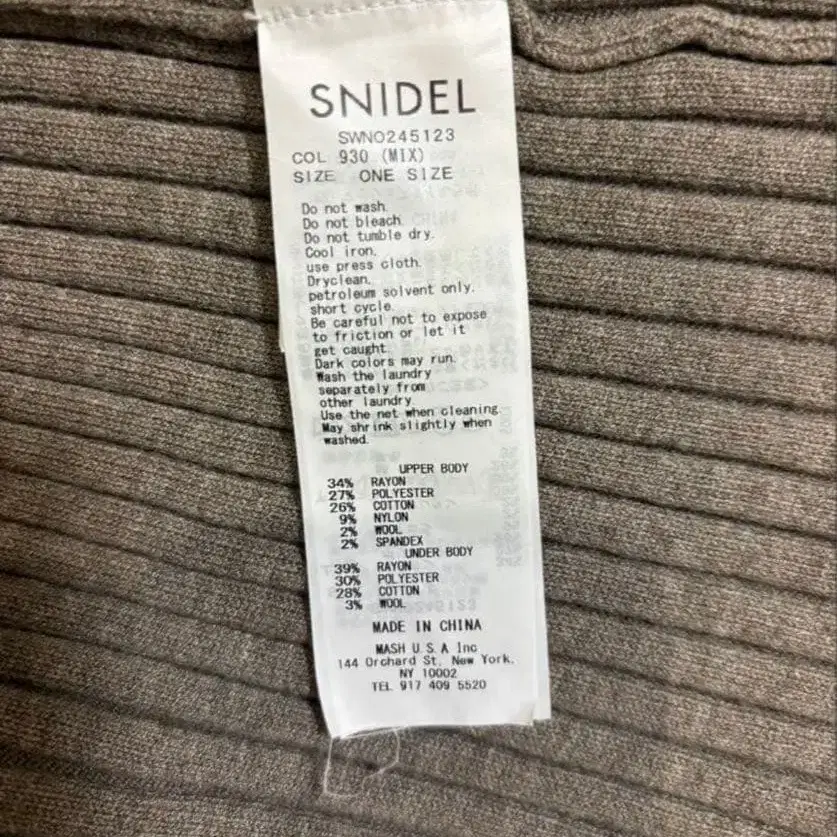 SNIDEL
SWNO245123
COL 930 (MIX)
SIZE ONE SIZE
Do not wash.
Do not bleach.
Do not tumble dry.
Cool iron.
use press cloth.
Dryclean.
petroleum solvent only.
short cycle.
Be careful not to expose
to friction or let it
get caught.
Dark colors may run.
Wash the laundry
separately from
other laundry.
Use the net when cleaning.
May shrink slightly when
washed.
UPPER BODY
34% RAYON
27% POLYESTER
26% COTTON
9% NYLON
2% WOOL
2% SPANDEX
UNDER BODY
39% RAYON
30% POLYESTER
28% COTTON
3% WOOL
MADE IN CHINA
MASH U.S.A Inc
144 Orchard St. New York,
NY 10002
TEL 917 409 5520